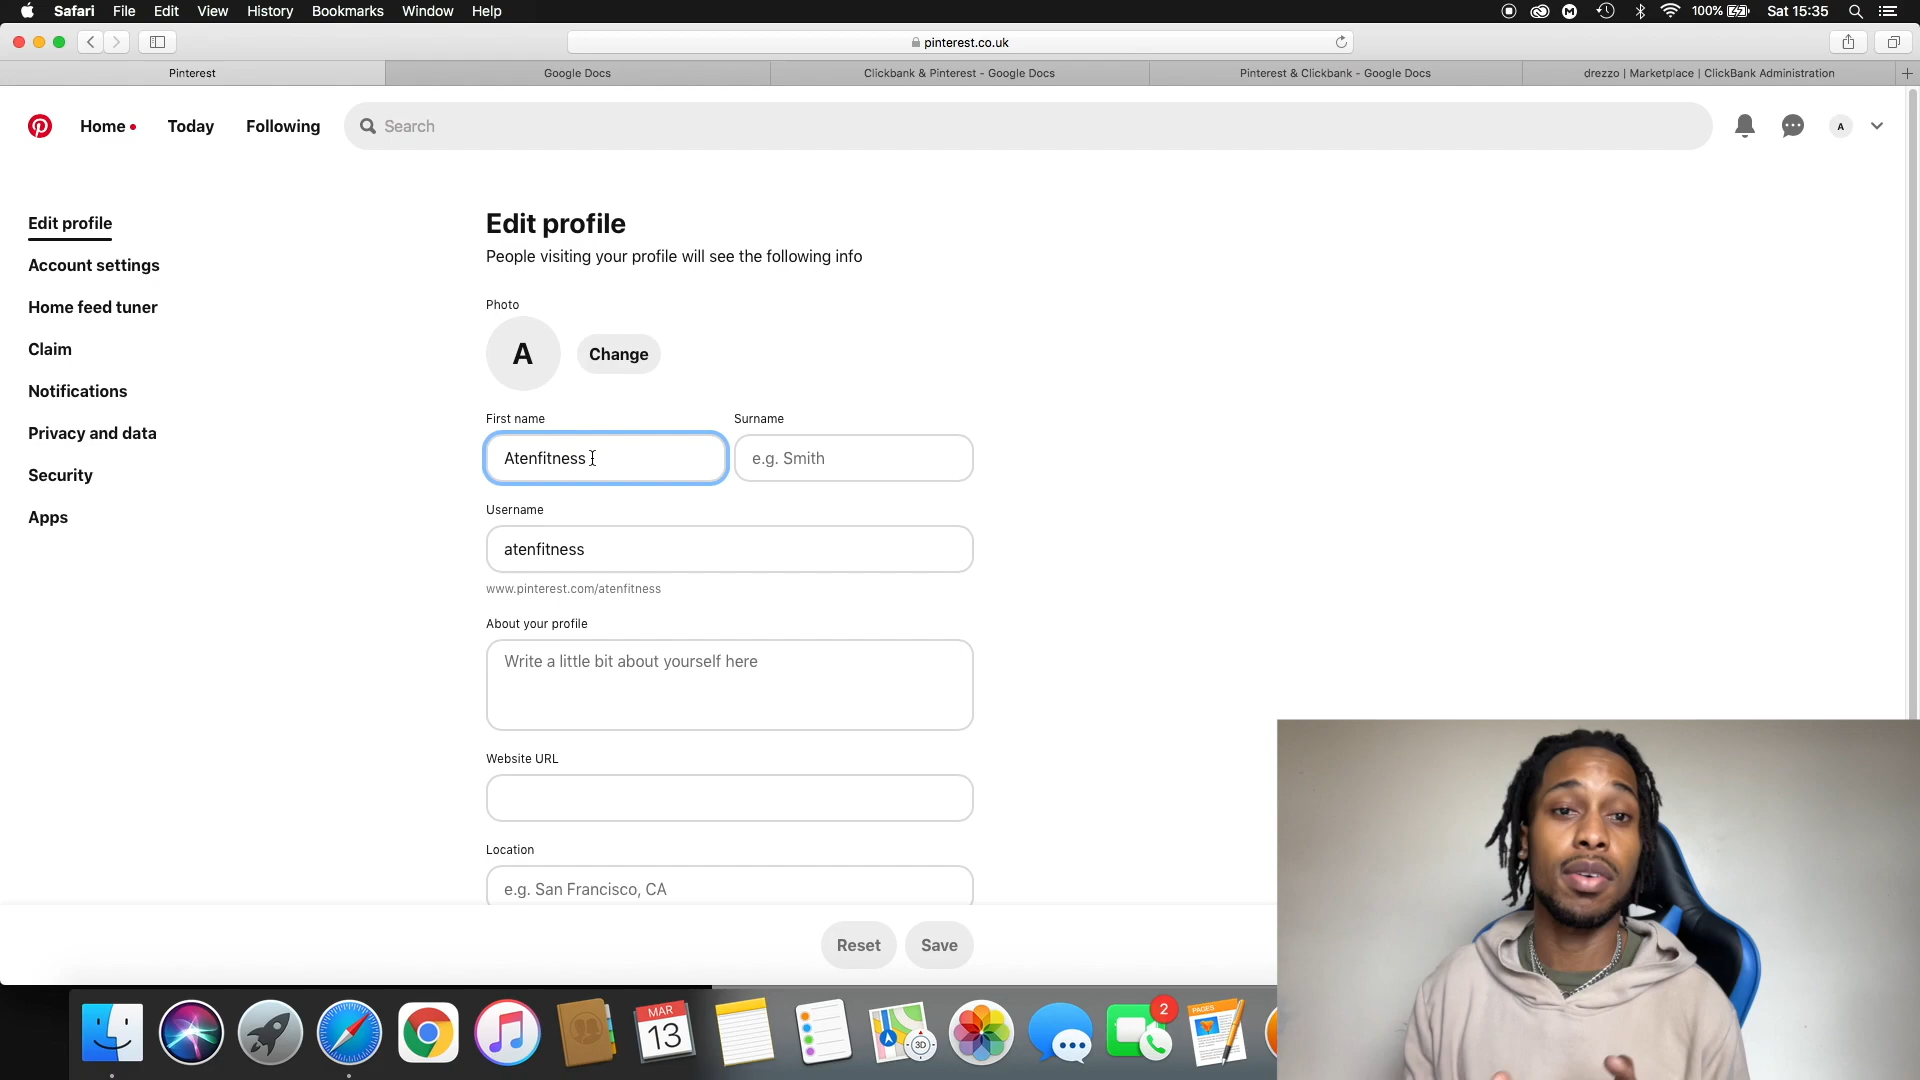 Safari File Edit View History Bookmarks Window Help 100% Sat 15:35
pinterest.co.uk
Pinterest Google Docs Clickbank & Pinterest - Google Docs Pinterest & Clickbank - Google Docs drezzo | Marketplace | ClickBank Administration
Home Today Following Search A
Edit profile
Account settings
Home feed tuner
Claim
Notifications
Privacy and data
Security
Apps
Edit profile
People visiting your profile will see the following info
Photo
A Change
First name Surname
Atenfitness e.g. Smith
Username
atenfitness
www.pinterest.com/atenfitness
About your profile
Write a little bit about yourself here
Website URL
Location
e.g. San Francisco, CA
Reset Save
MAR
13
3D
2
PAGES